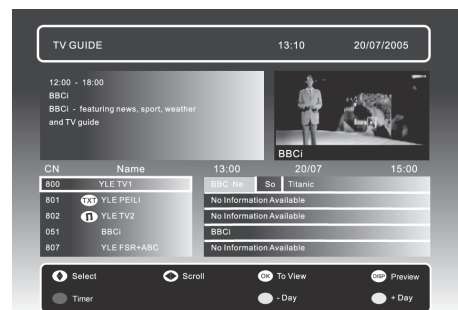 TV GUIDE 13:10 20/07/2005
12:00 - 18:00
BBCi
BBCi - featuring news, sport, weather
and TV guide
BBCi
CN Name 13:00 20/07 15:00
800 YLE TV1 BBC Ne So Titanic
801 TXT YLE PEILI No Information Available
802 YLE TV2 No Information Available
051 BBCi BBCi
807 YLE FSR+ABC No Information Available
Select Scroll OK To View DISP Preview
Timer - Day + Day